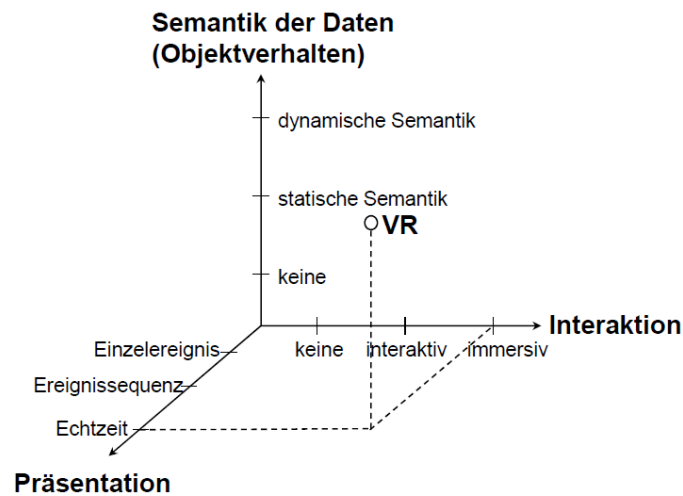 Semantik der Daten
(Objektverhalten)
dynamische Semantik
statische Semantik
VR
keine
Interaktion
keine
interaktiv
immersiv
Einzelereignis
Ereignissequenz
Echtzeit
Präsentation